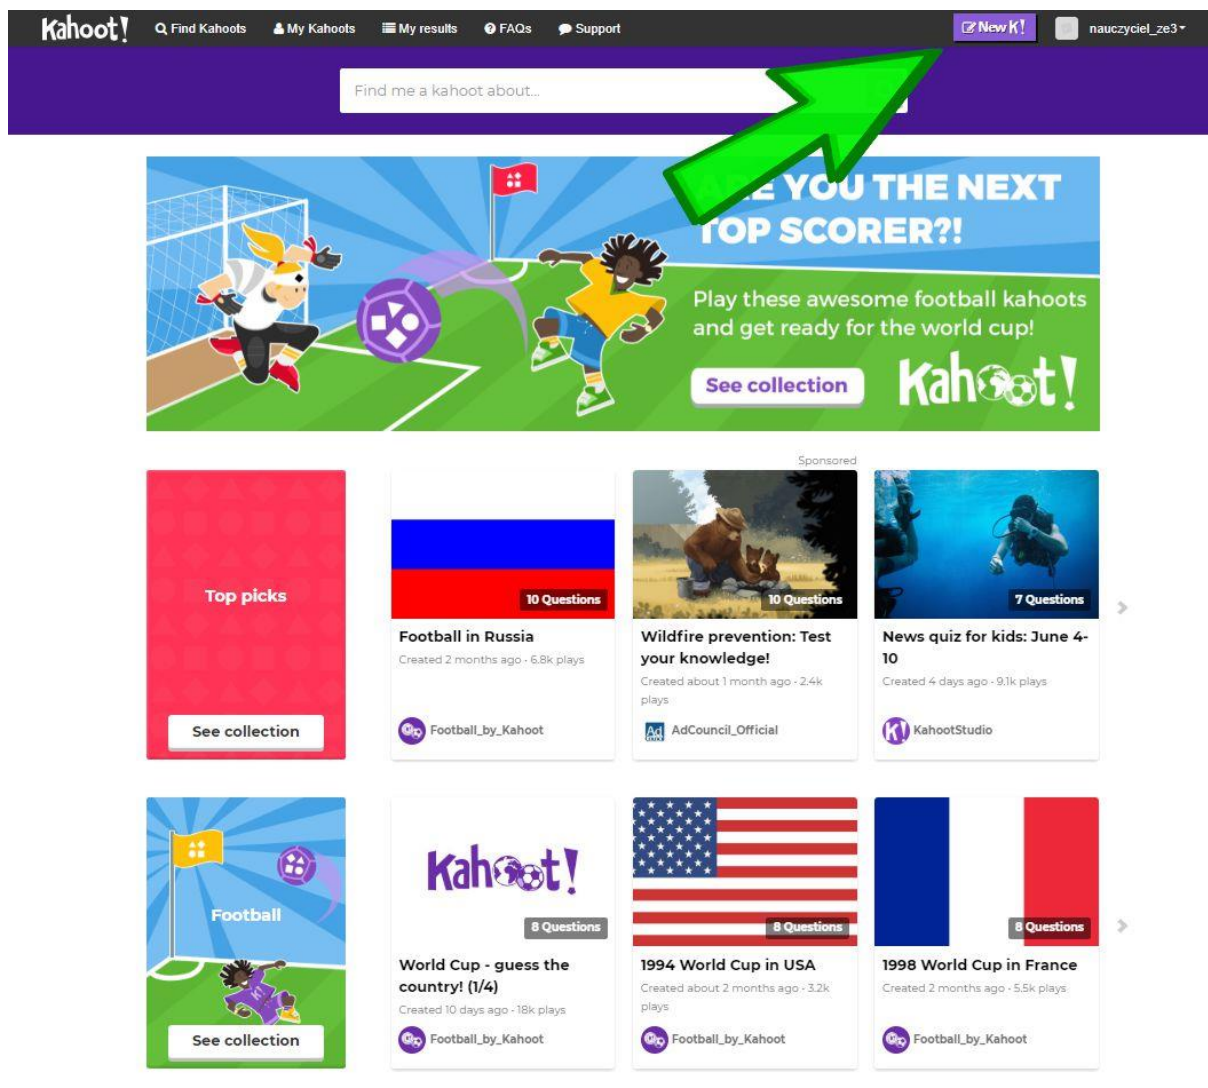 Kahoot! Find Kahoots My Kahoots My results FAQs Support New K! nauczyciel_ze3
Find me a kahoot about...
ARE YOU THE NEXT
TOP SCORER?!
Play these awesome football kahoots
and get ready for the world cup!
See collection
Kahoot!
Sponsored
Top picks
See collection
10 Questions
Football in Russia
Created 2 months ago · 6.8k plays
Football_by_Kahoot
10 Questions
Wildfire prevention: Test
your knowledge!
Created about 1 month ago · 2.4k
plays
Ad
AdCouncil_Official
7 Questions
News quiz for kids: June 4-
10
Created 4 days ago · 9.1k plays
K!
KahootStudio
Football
See collection
Kahoot!
8 Questions
World Cup - guess the
country! (1/4)
Created 10 days ago · 18k plays
Football_by_Kahoot
8 Questions
1994 World Cup in USA
Created about 2 months ago · 3.2k
plays
Football_by_Kahoot
8 Questions
1998 World Cup in France
Created 2 months ago · 5.5k plays
Football_by_Kahoot